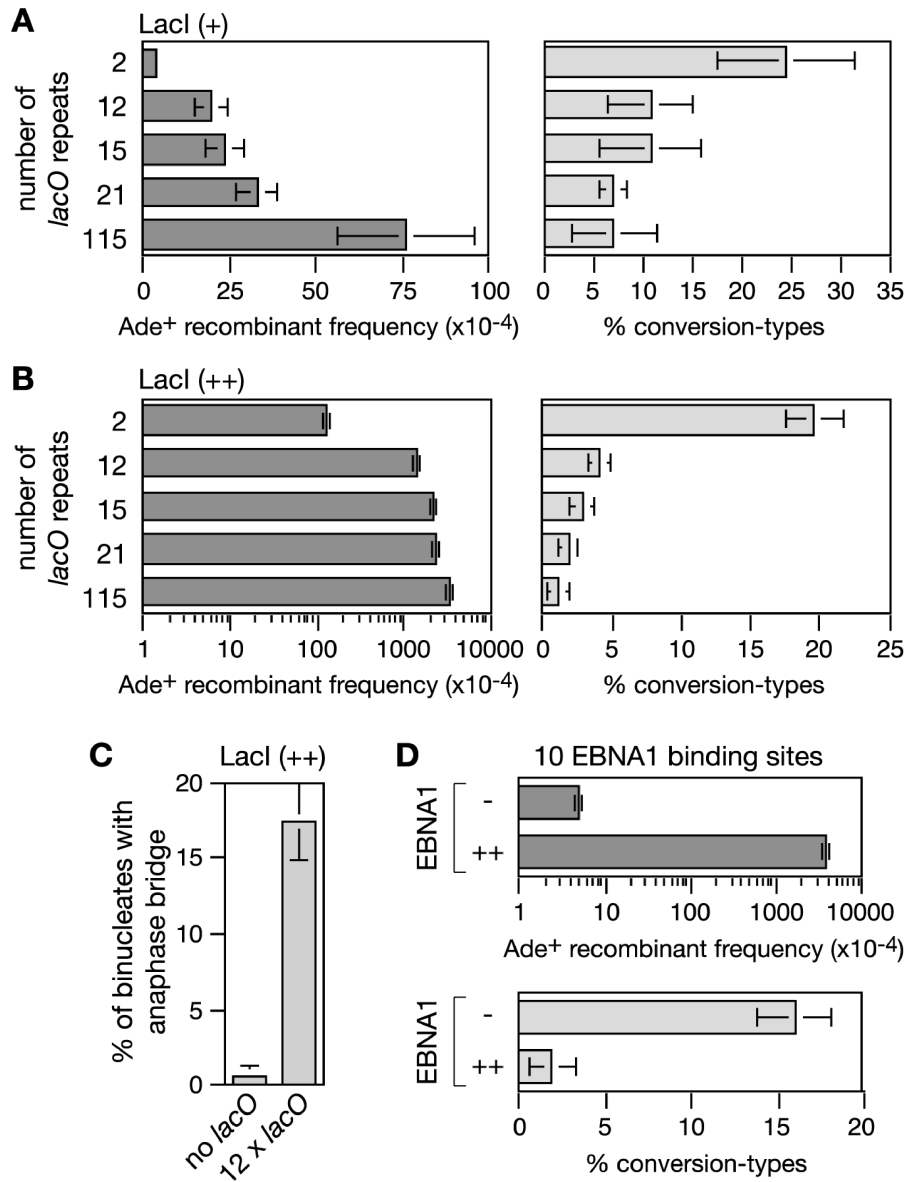 A
LacI (+)
number of
lacO repeats
2
12
15
21
115
0 25 50 75 100
Ade+ recombinant frequency (x10-4)
0 5 10 15 20 25 30 35
% conversion-types
B
LacI (++)
number of
lacO repeats
2
12
15
21
115
1 10 100 1000 10000
Ade+ recombinant frequency (x10-4)
0 5 10 15 20 25
% conversion-types
C
LacI (++)
% of binucleates with
anaphase bridge
20
15
10
5
0
no lacO
12 x lacO
D
10 EBNA1 binding sites
EBNA1
-
++
1 10 100 1000 10000
Ade+ recombinant frequency (x10-4)
EBNA1
-
++
0 5 10 15 20
% conversion-types